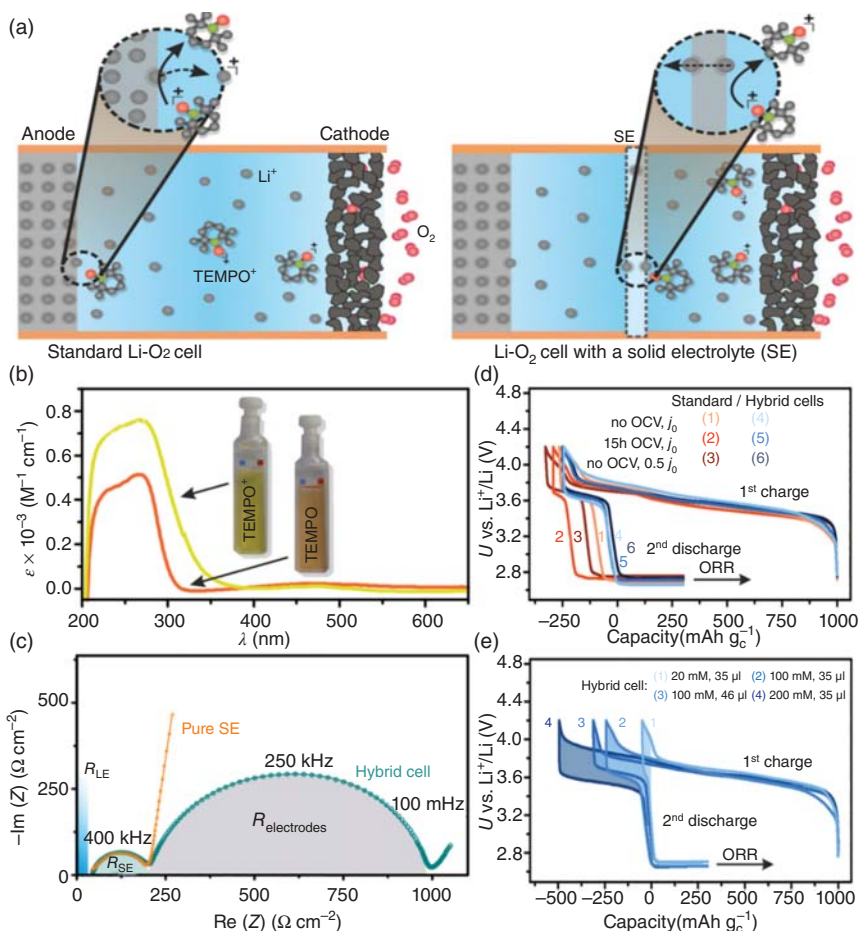 (a)
Anode
Cathode
Li⁺
TEMPO⁺
O₂
Standard Li-O₂ cell
SE
Li-O₂ cell with a solid electrolyte (SE)
(b)
ε × 10⁻³ (M⁻¹ cm⁻¹)
0.8
0.6
0.4
0.2
0.0
TEMPO⁺
TEMPO
200 300 400 500 600
λ (nm)
(c)
−Im (Z) (Ω cm⁻²)
500
250
0
Pure SE
R_LE
400 kHz
R_SE
250 kHz
Hybrid cell
100 mHz
R_electrodes
0 250 500 750 1000
Re (Z) (Ω cm⁻²)
(d)
U vs. Li⁺/Li (V)
4.8
4.4
4.0
3.6
3.2
2.8
Standard / Hybrid cells
no OCV, j₀ (1) (4)
15h OCV, j₀ (2) (5)
no OCV, 0.5 j₀ (3) (6)
1st charge
2 3 1 4 5 6
2nd discharge
ORR
−250 0 250 500 750 1000
Capacity(mAh g_c⁻¹)
(e)
U vs. Li⁺/Li (V)
4.8
4.4
4.0
3.6
3.2
2.8
Hybrid cell:
(1) 20 mM, 35 µl (2) 100 mM, 35 µl
(3) 100 mM, 46 µl (4) 200 mM, 35 µl
4 3 2 1
1st charge
2nd discharge
ORR
−500 −250 0 250 500 750 1000
Capacity(mAh g_c⁻¹)